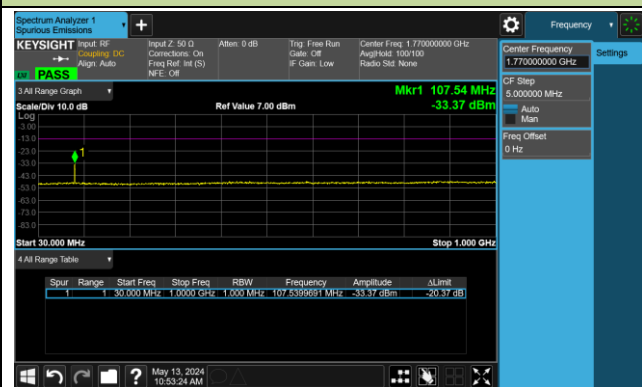 Spectrum Analyzer 1
Spurious Emissions
Frequency
KEYSIGHT
Input: RF
Coupling: DC
Align: Auto
Input Z: 50 Ω
Corrections: On
Freq Ref: Int (S)
NFE: Off
Atten: 0 dB
Trig: Free Run
Gate: Off
IF Gain: Low
Center Freq: 1.770000000 GHz
Avg|Hold: 100/100
Radio Std: None
PASS
Center Frequency
1.770000000 GHz
Settings
CF Step
5.000000 MHz
Auto
Man
Freq Offset
0 Hz
3 All Range Graph
Mkr1 107.54 MHz
Scale/Div 10.0 dB
Ref Value 7.00 dBm
-33.37 dBm
Log
-3.00
-13.0
-23.0
-33.0
-43.0
-53.0
-63.0
-73.0
-83.0
1
Start 30.000 MHz
Stop 1.000 GHz
4 All Range Table
Spur Range Start Freq Stop Freq RBW Frequency Amplitude ΔLimit
1 1 30.000 MHz 1.0000 GHz 1.000 MHz 107.5399691 MHz -33.37 dBm -20.37 dB
May 13, 2024
10:53:24 AM